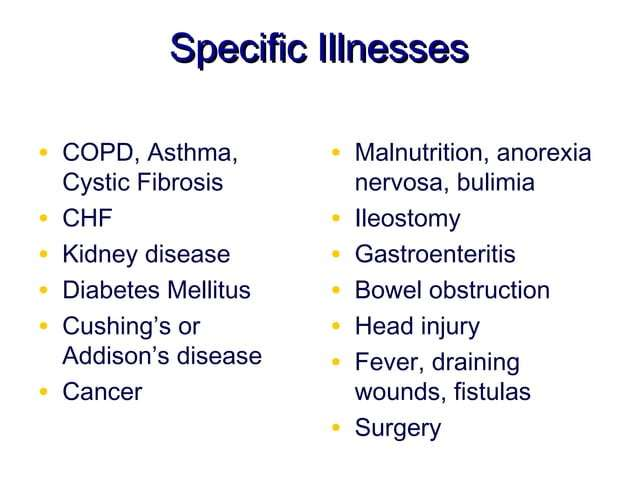 Specific Illnesses
• COPD, Asthma,
Cystic Fibrosis
• CHF
• Kidney disease
• Diabetes Mellitus
• Cushing’s or
Addison’s disease
• Cancer
• Malnutrition, anorexia
nervosa, bulimia
• Ileostomy
• Gastroenteritis
• Bowel obstruction
• Head injury
• Fever, draining
wounds, fistulas
• Surgery